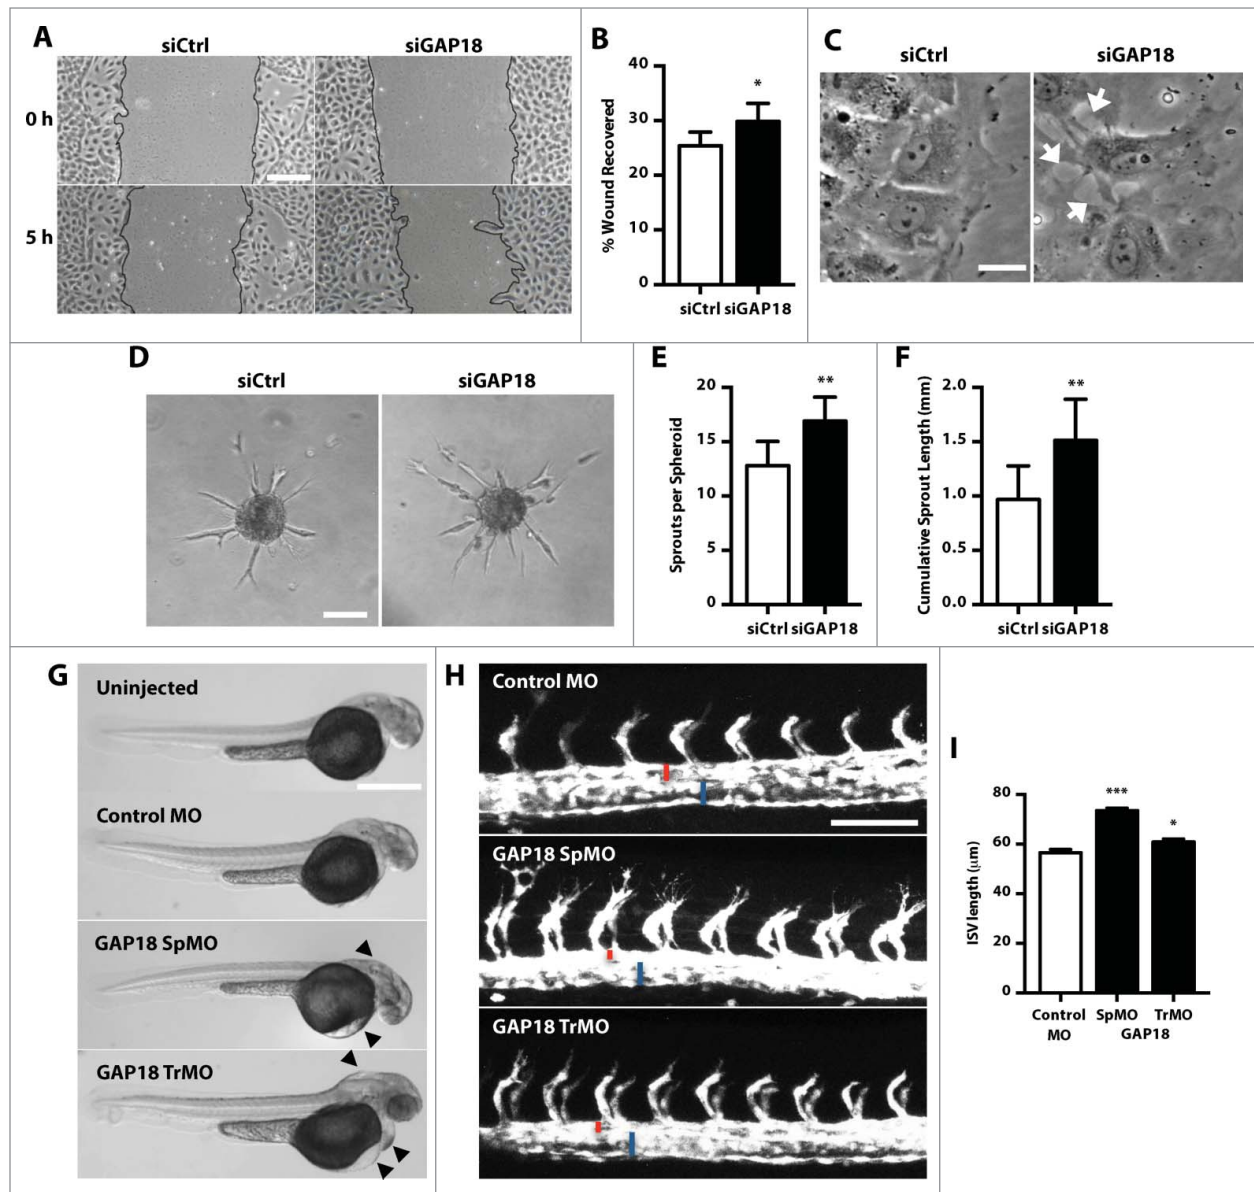 A
siCtrl
siGAP18
0 h
5 h
B
% Wound Recovered
40
30
20
10
0
*
siCtrl siGAP18
C
siCtrl
siGAP18
D
siCtrl
siGAP18
E
Sprouts per Spheroid
20
15
10
5
0
**
siCtrl siGAP18
F
Cumulative Sprout Length (mm)
2.0
1.5
1.0
0.5
0.0
**
siCtrl siGAP18
G
Uninjected
Control MO
GAP18 SpMO
GAP18 TrMO
H
Control MO
GAP18 SpMO
GAP18 TrMO
I
ISV length (μm)
80
60
40
20
0
***
*
Control SpMO TrMO
MO GAP18